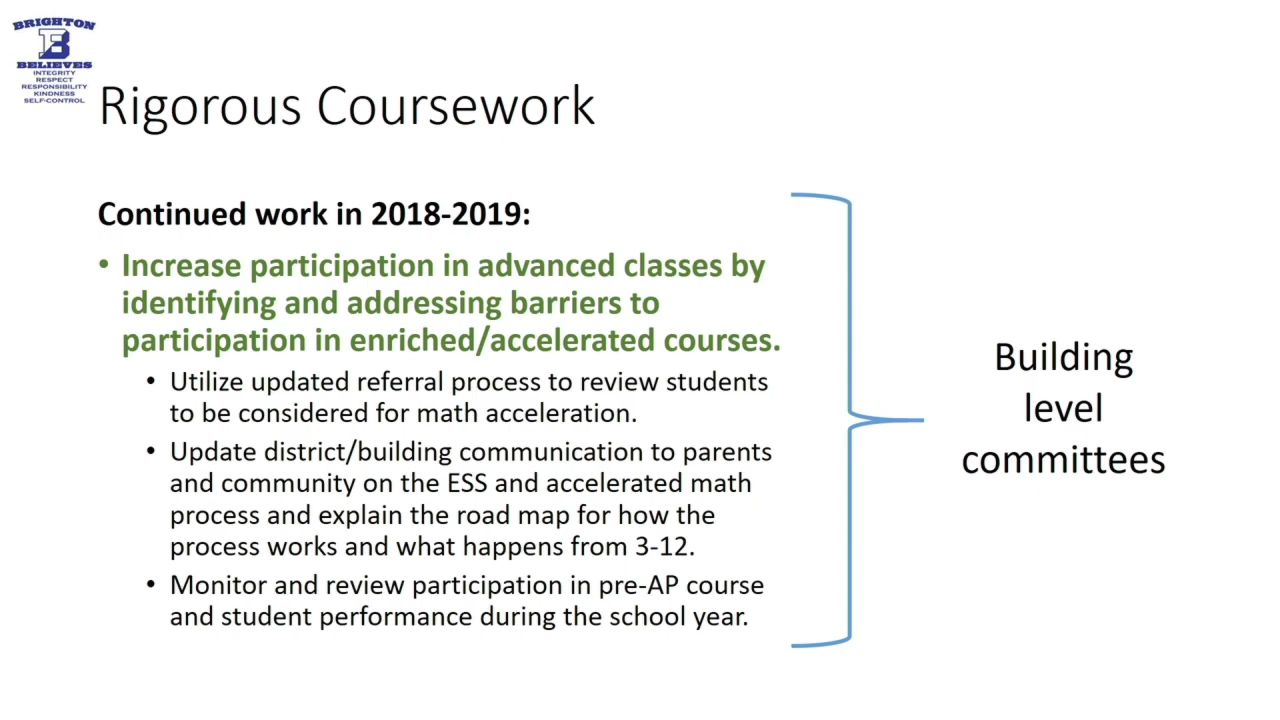 BRIGHTON
B
BELIEVES
INTEGRITY
RESPECT
RESPONSIBILITY
KINDNESS
SELF-CONTROL
Rigorous Coursework
Continued work in 2018-2019:
• Increase participation in advanced classes by
identifying and addressing barriers to
participation in enriched/accelerated courses.
• Utilize updated referral process to review students
to be considered for math acceleration.
• Update district/building communication to parents
and community on the ESS and accelerated math
process and explain the road map for how the
process works and what happens from 3-12.
• Monitor and review participation in pre-AP course
and student performance during the school year.
Building
level
committees